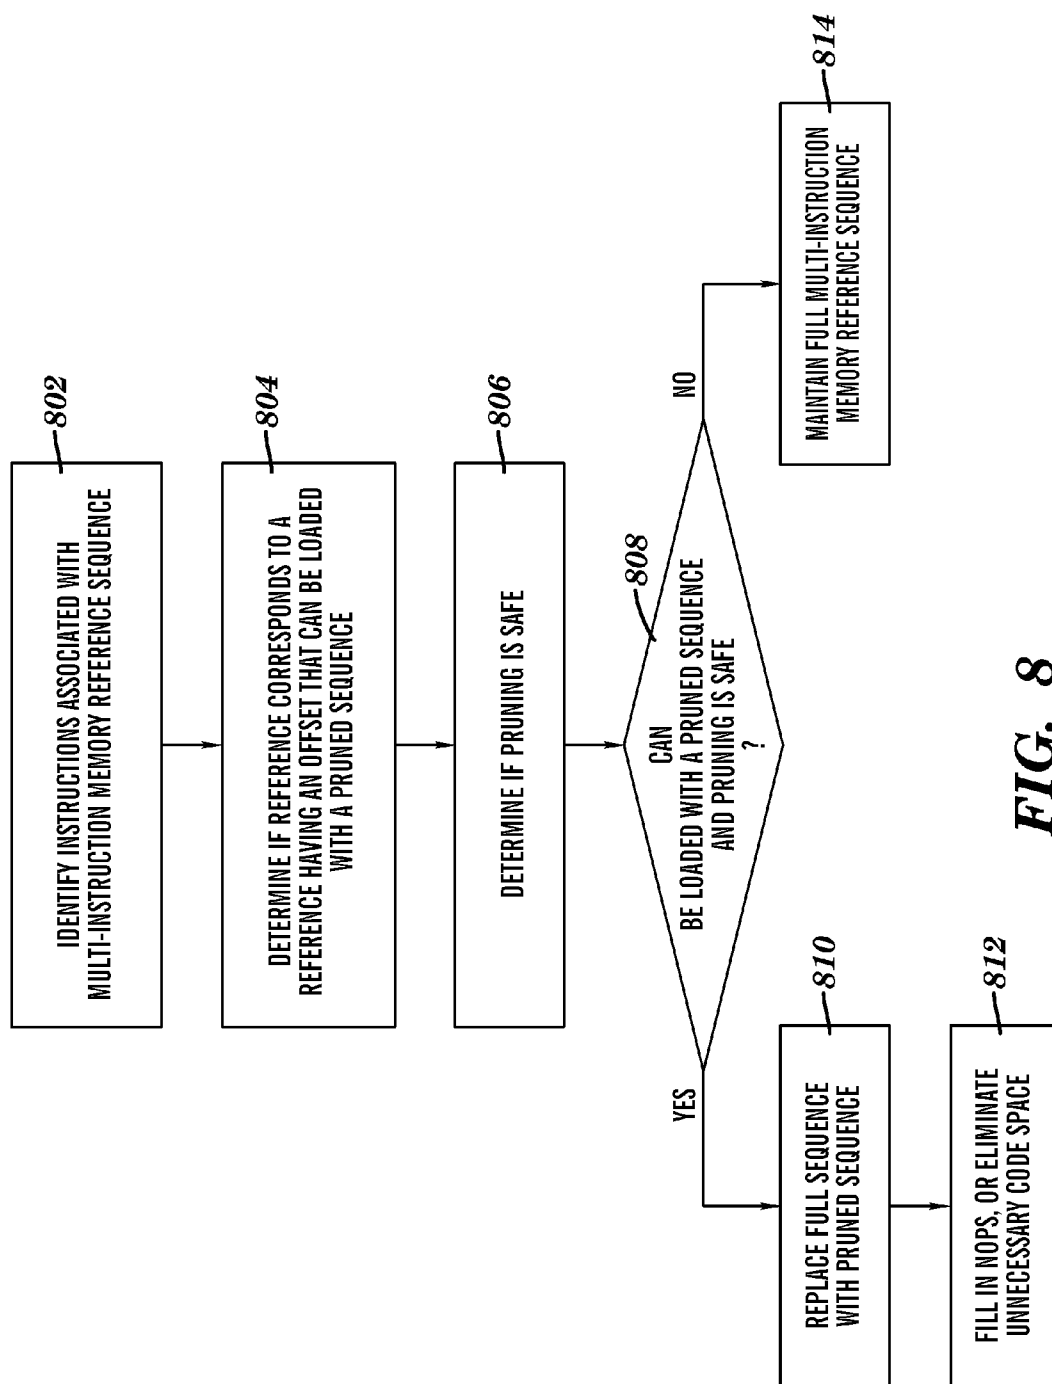 802
IDENTIFY INSTRUCTIONS ASSOCIATED WITH
MULTI-INSTRUCTION MEMORY REFERENCE SEQUENCE
804
DETERMINE IF REFERENCE CORRESPONDS TO A
REFERENCE HAVING AN OFFSET THAT CAN BE LOADED
WITH A PRUNED SEQUENCE
806
DETERMINE IF PRUNING IS SAFE
808
CAN
BE LOADED WITH A PRUNED SEQUENCE
AND PRUNING IS SAFE
?
YES
NO
810
REPLACE FULL SEQUENCE
WITH PRUNED SEQUENCE
814
MAINTAIN FULL MULTI-INSTRUCTION
MEMORY REFERENCE SEQUENCE
812
FILL IN NOPS, OR ELIMINATE
UNNECESSARY CODE SPACE
FIG. 8